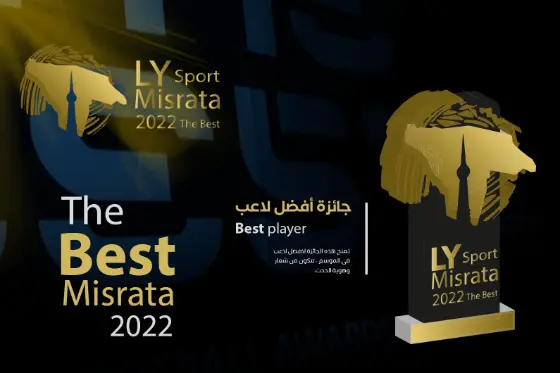 LY Sport
Misrata
2022 The Best
The
Best
Misrata
2022
جائزة أفضل لاعب
Best player
تمنح هذه الجائزة لافضل لاعب
في الموسم - تتكون من شعار
وهوية الحدث.
LY Sport
Misrata
2022 The Best